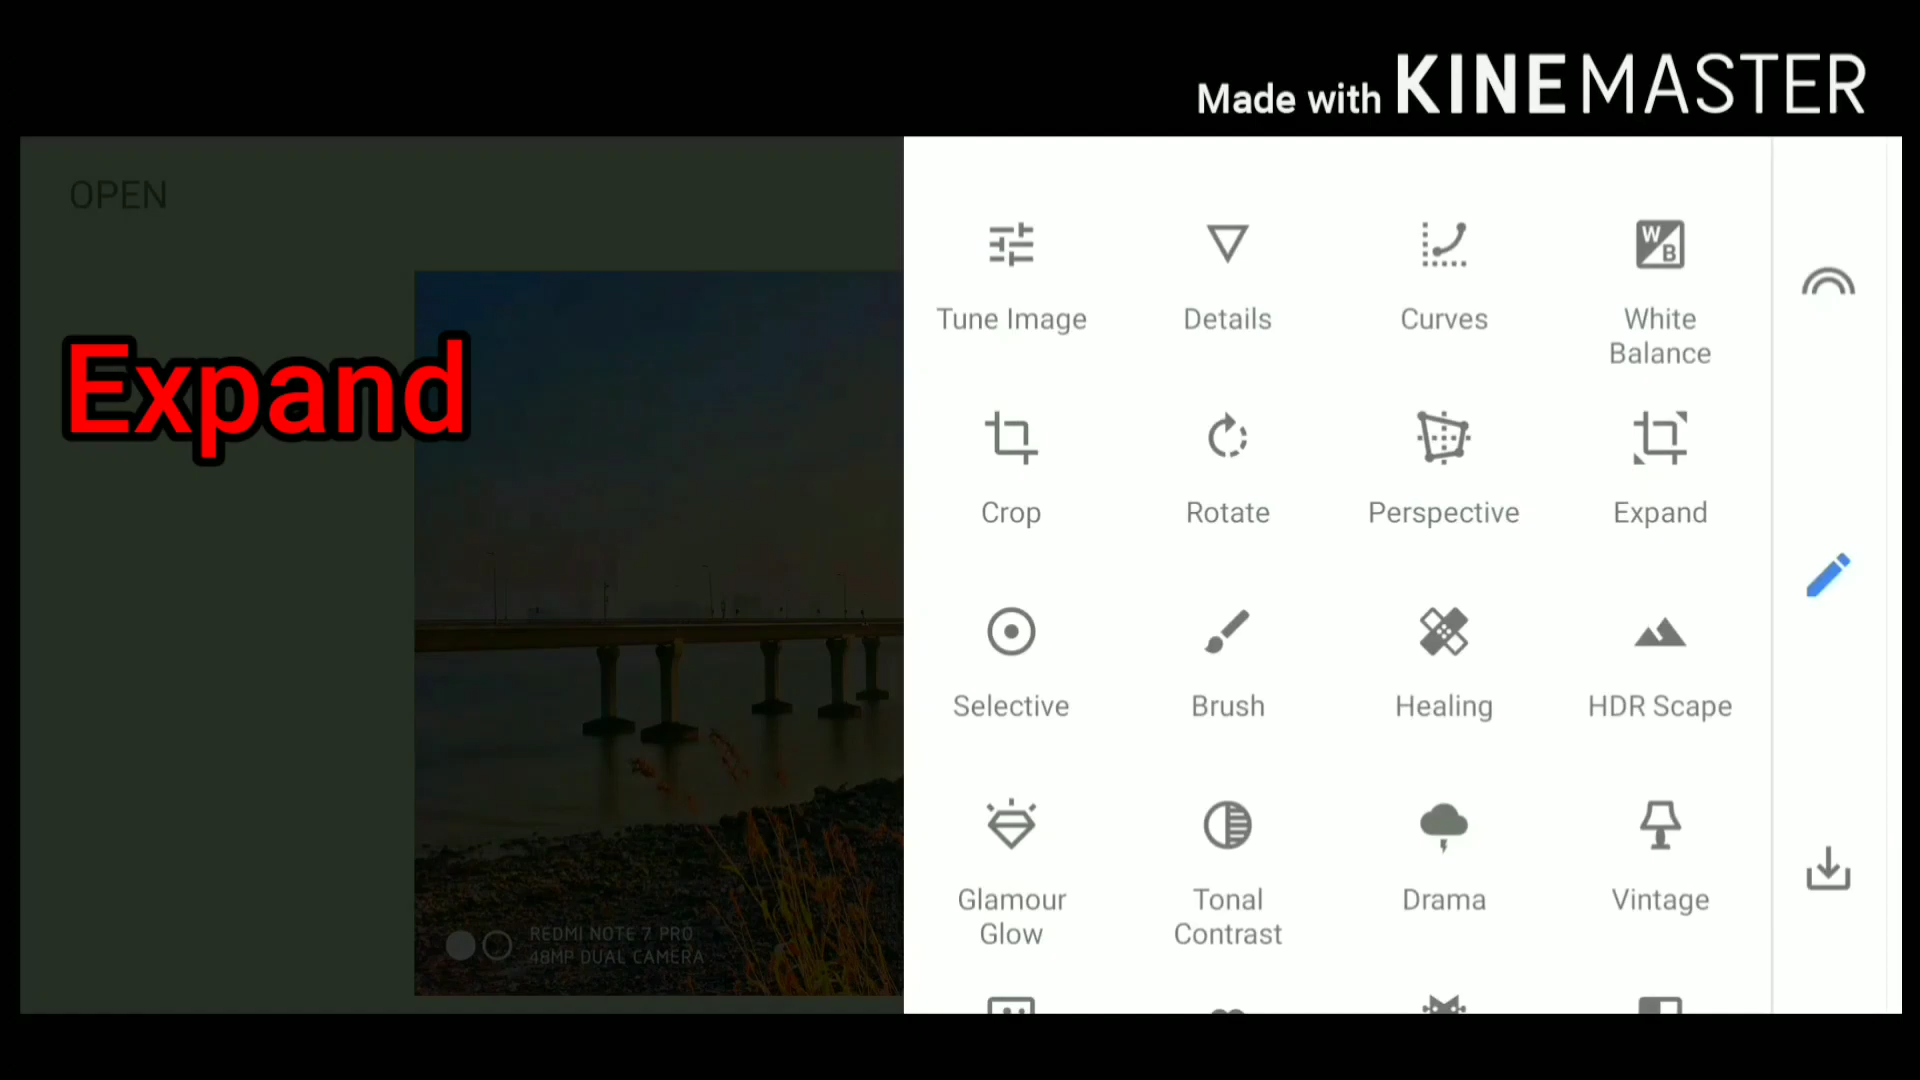 Made with KINEMASTER
OPEN
Expand
Tune Image
Details
Curves
White
Balance
W
B
Crop
Rotate
Perspective
Expand
Selective
Brush
Healing
HDR Scape
Glamour
Glow
Tonal
Contrast
Drama
Vintage
REDMI NOTE 7 PRO
48MP DUAL CAMERA